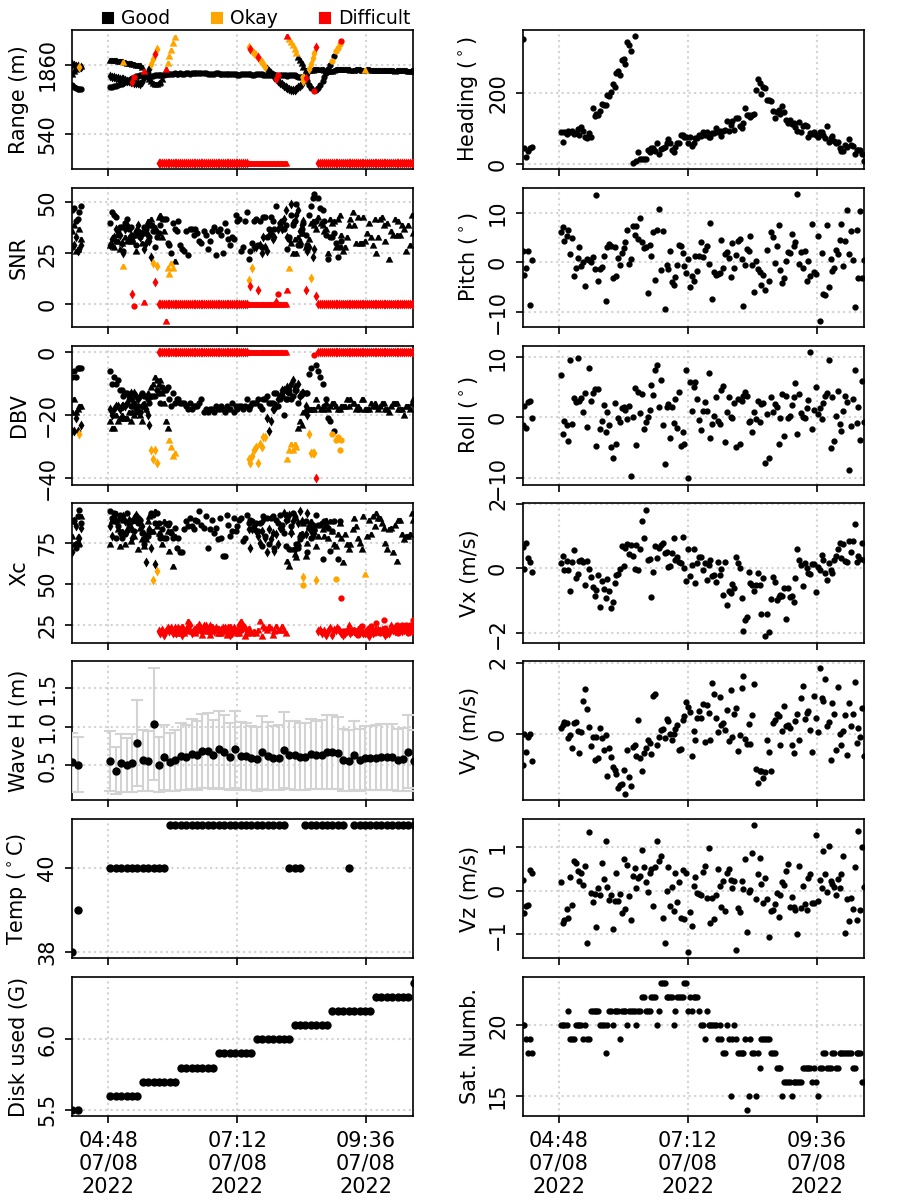 Good Okay Difficult
Range (m)
1860
540
Heading (°)
200
0
SNR
50
25
0
Pitch (°)
10
0
−10
DBV
0
−20
−40
Roll (°)
10
0
−10
Xc
75
50
25
Vx (m/s)
2
0
−2
Wave H (m)
1.5
1.0
0.5
Vy (m/s)
2
0
Temp (°C)
40
38
Vz (m/s)
1
0
−1
Disk used (G)
6.0
5.5
Sat. Numb.
20
15
04:48 07:12 09:36 04:48 07:12 09:36
07/08 07/08 07/08 07/08 07/08 07/08
2022 2022 2022 2022 2022 2022